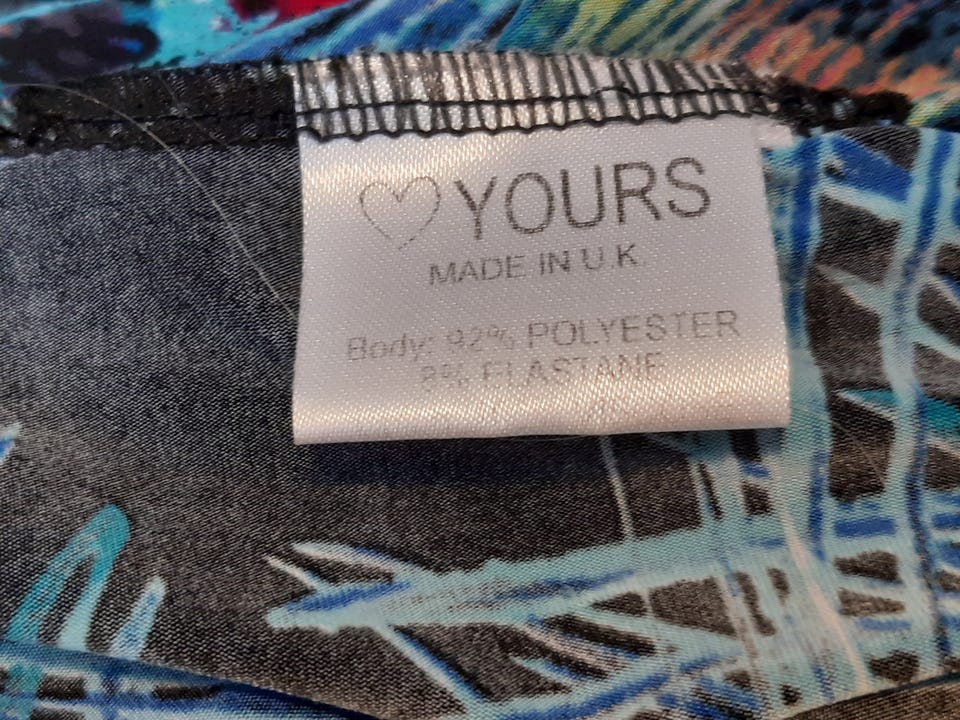 ♡ YOURS
MADE IN U.K.
Body: 92% POLYESTER
8% ELASTANE